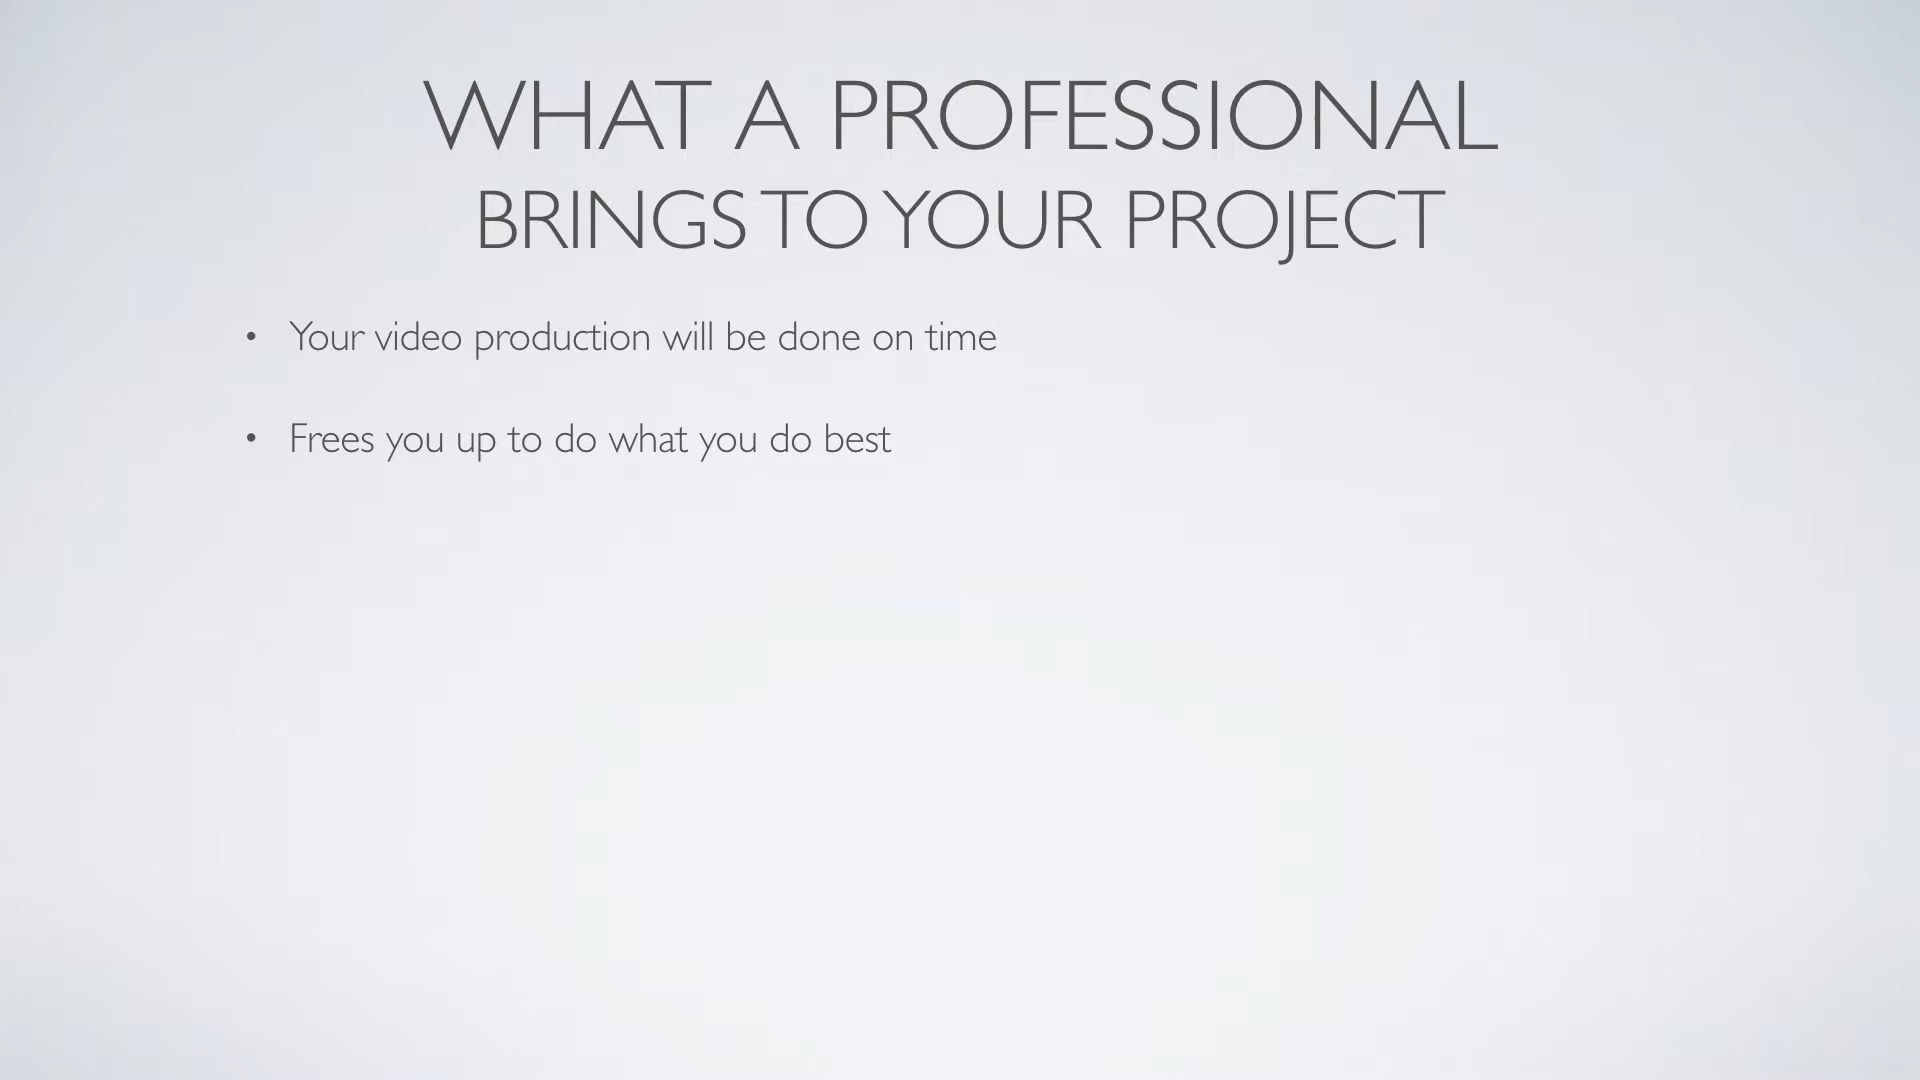 WHAT A PROFESSIONAL
BRINGS TO YOUR PROJECT
• Your video production will be done on time
• Frees you up to do what you do best